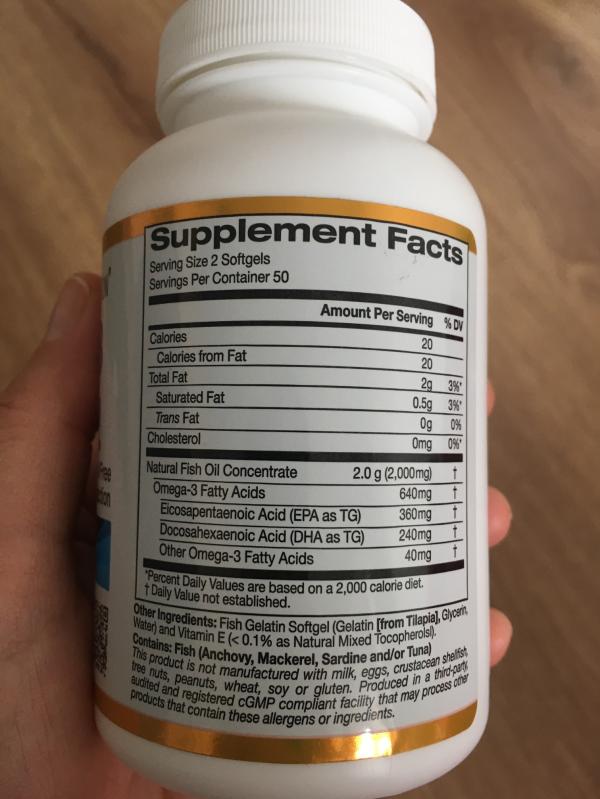 Supplement Facts
Serving Size 2 Softgels
Servings Per Container 50
Amount Per Serving % DV
Calories 20
Calories from Fat 20
Total Fat 2g 3%*
Saturated Fat 0.5g 3%*
Trans Fat 0g 0%
Cholesterol 0mg 0%*
Natural Fish Oil Concentrate 2.0 g (2,000mg) †
Omega-3 Fatty Acids 640mg †
Eicosapentaenoic Acid (EPA as TG) 360mg †
Docosahexaenoic Acid (DHA as TG) 240mg †
Other Omega-3 Fatty Acids 40mg †
*Percent Daily Values are based on a 2,000 calorie diet.
† Daily Value not established.
Other Ingredients: Fish Gelatin Softgel (Gelatin [from Tilapia], Glycerin,
Water) and Vitamin E (< 0.1% as Natural Mixed Tocopherols).
Contains: Fish (Anchovy, Mackerel, Sardine and/or Tuna)
This product is not manufactured with milk, eggs, crustacean shellfish,
tree nuts, peanuts, wheat, soy or gluten. Produced in a third-party
audited and registered cGMP compliant facility that may process other
products that contain these allergens or ingredients.